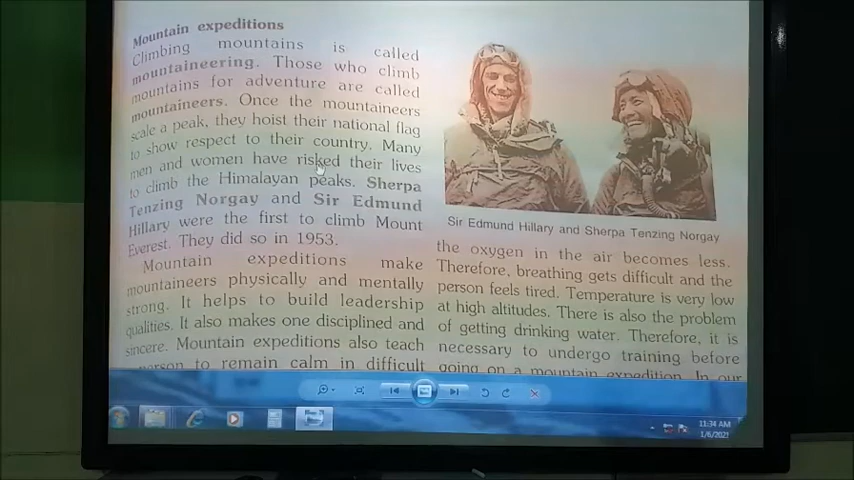 Mountain expeditions
Climbing mountains is called
mountaineering. Those who climb
mountains for adventure are called
mountaineers. Once the mountaineers
scale a peak, they hoist their national flag
to show respect to their country. Many
men and women have risked their lives
to climb the Himalayan peaks. Sherpa
Tenzing Norgay and Sir Edmund
Hillary were the first to climb Mount
Everest. They did so in 1953.
Mountain expeditions make
mountaineers physically and mentally
strong. It helps to build leadership
qualities. It also makes one disciplined and
sincere. Mountain expeditions also teach
person to remain calm in difficult
Sir Edmund Hillary and Sherpa Tenzing Norgay
the oxygen in the air becomes less.
Therefore, breathing gets difficult and the
person feels tired. Temperature is very low
at high altitudes. There is also the problem
of getting drinking water. Therefore, it is
necessary to undergo training before
going on a mountain expedition. In our
11:34 AM
1/6/2021